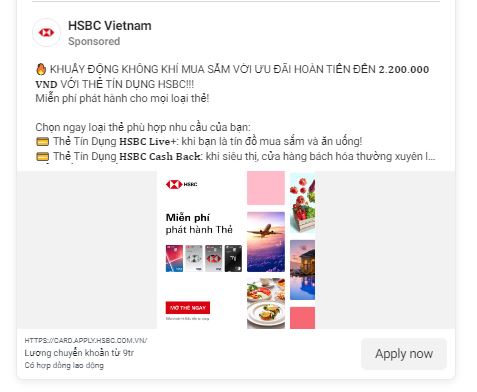 HSBC Vietnam
Sponsored
🔥 KHUẤY ĐỘNG KHÔNG KHÍ MUA SẮM VỚI ƯU ĐÃI HOÀN TIỀN ĐẾN 2.200.000
VND VỚI THẺ TÍN DỤNG HSBC!!!
Miễn phí phát hành cho mọi loại thẻ!
Chọn ngay loại thẻ phù hợp nhu cầu của bạn:
💳 Thẻ Tín Dụng HSBC Live+: khi bạn là tín đồ mua sắm và ăn uống!
💳 Thẻ Tín Dụng HSBC Cash Back: khi siêu thị, cửa hàng bách hóa thường xuyên l...
HSBC
Miễn phí
phát hành Thẻ
MỞ THẺ NGAY
HTTPS://CARD.APPLY.HSBC.COM.VN/
Lương chuyển khoản từ 9tr
Có hợp đồng lao động
Apply now